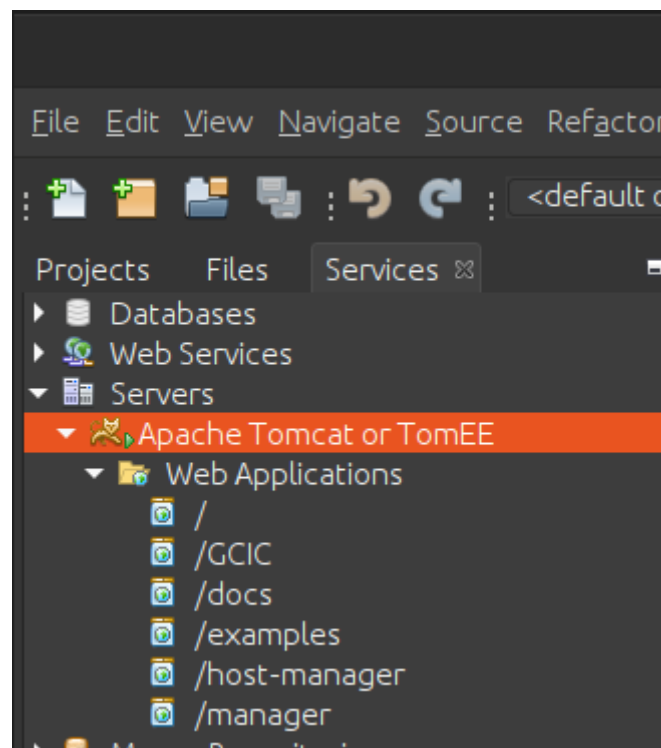 File Edit View Navigate Source Refactor
<default
Projects Files Services
Databases
Web Services
Servers
Apache Tomcat or TomEE
Web Applications
/
/GCIC
/docs
/examples
/host-manager
/manager